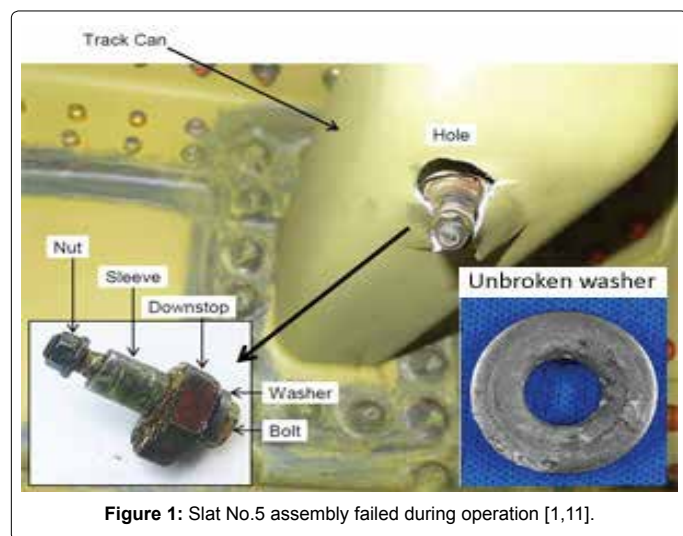 Track Can
Hole
Nut
Sleeve
Downstop
Washer
Bolt
Unbroken washer
Figure 1: Slat No.5 assembly failed during operation [1,11].